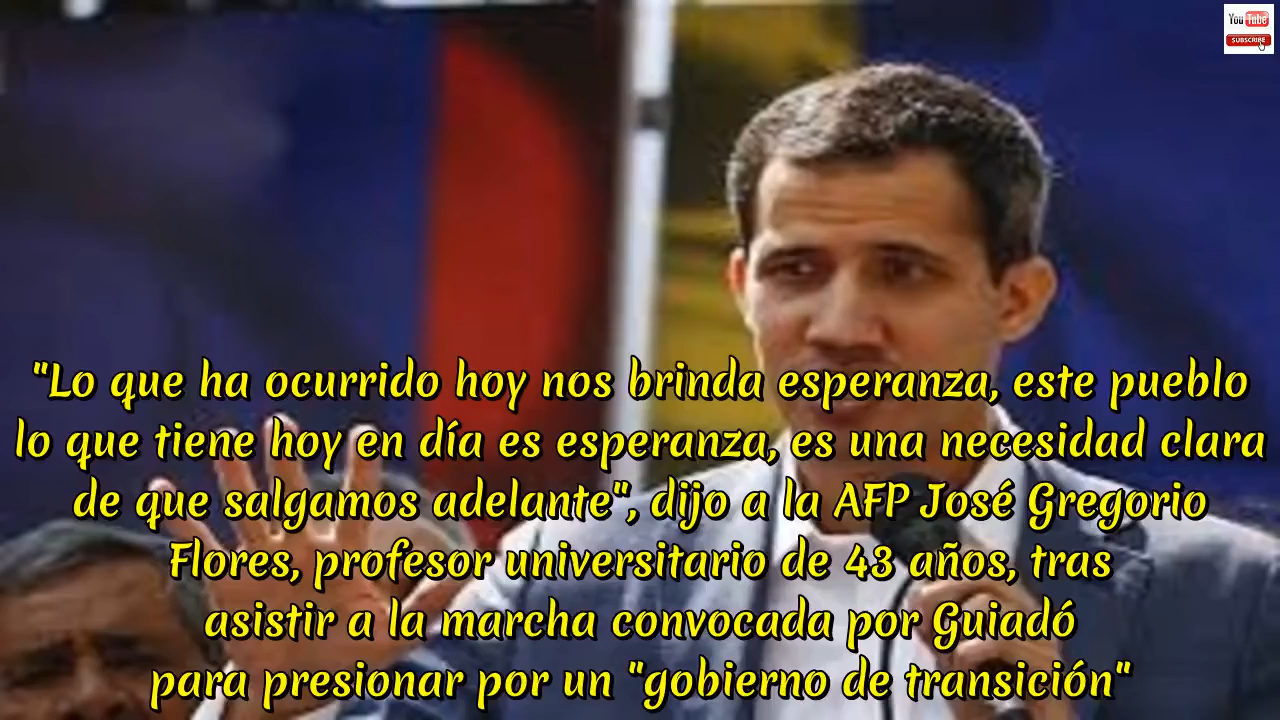 You Tube
SUBSCRIBE
"Lo que ha ocurrido hoy nos brinda esperanza, este pueblo
lo que tiene hoy en día es esperanza, es una necesidad clara
de que salgamos adelante", dijo a la AFP José Gregorio
Flores, profesor universitario de 43 años, tras
asistir a la marcha convocada por Guiadó
para presionar por un "gobierno de transición"